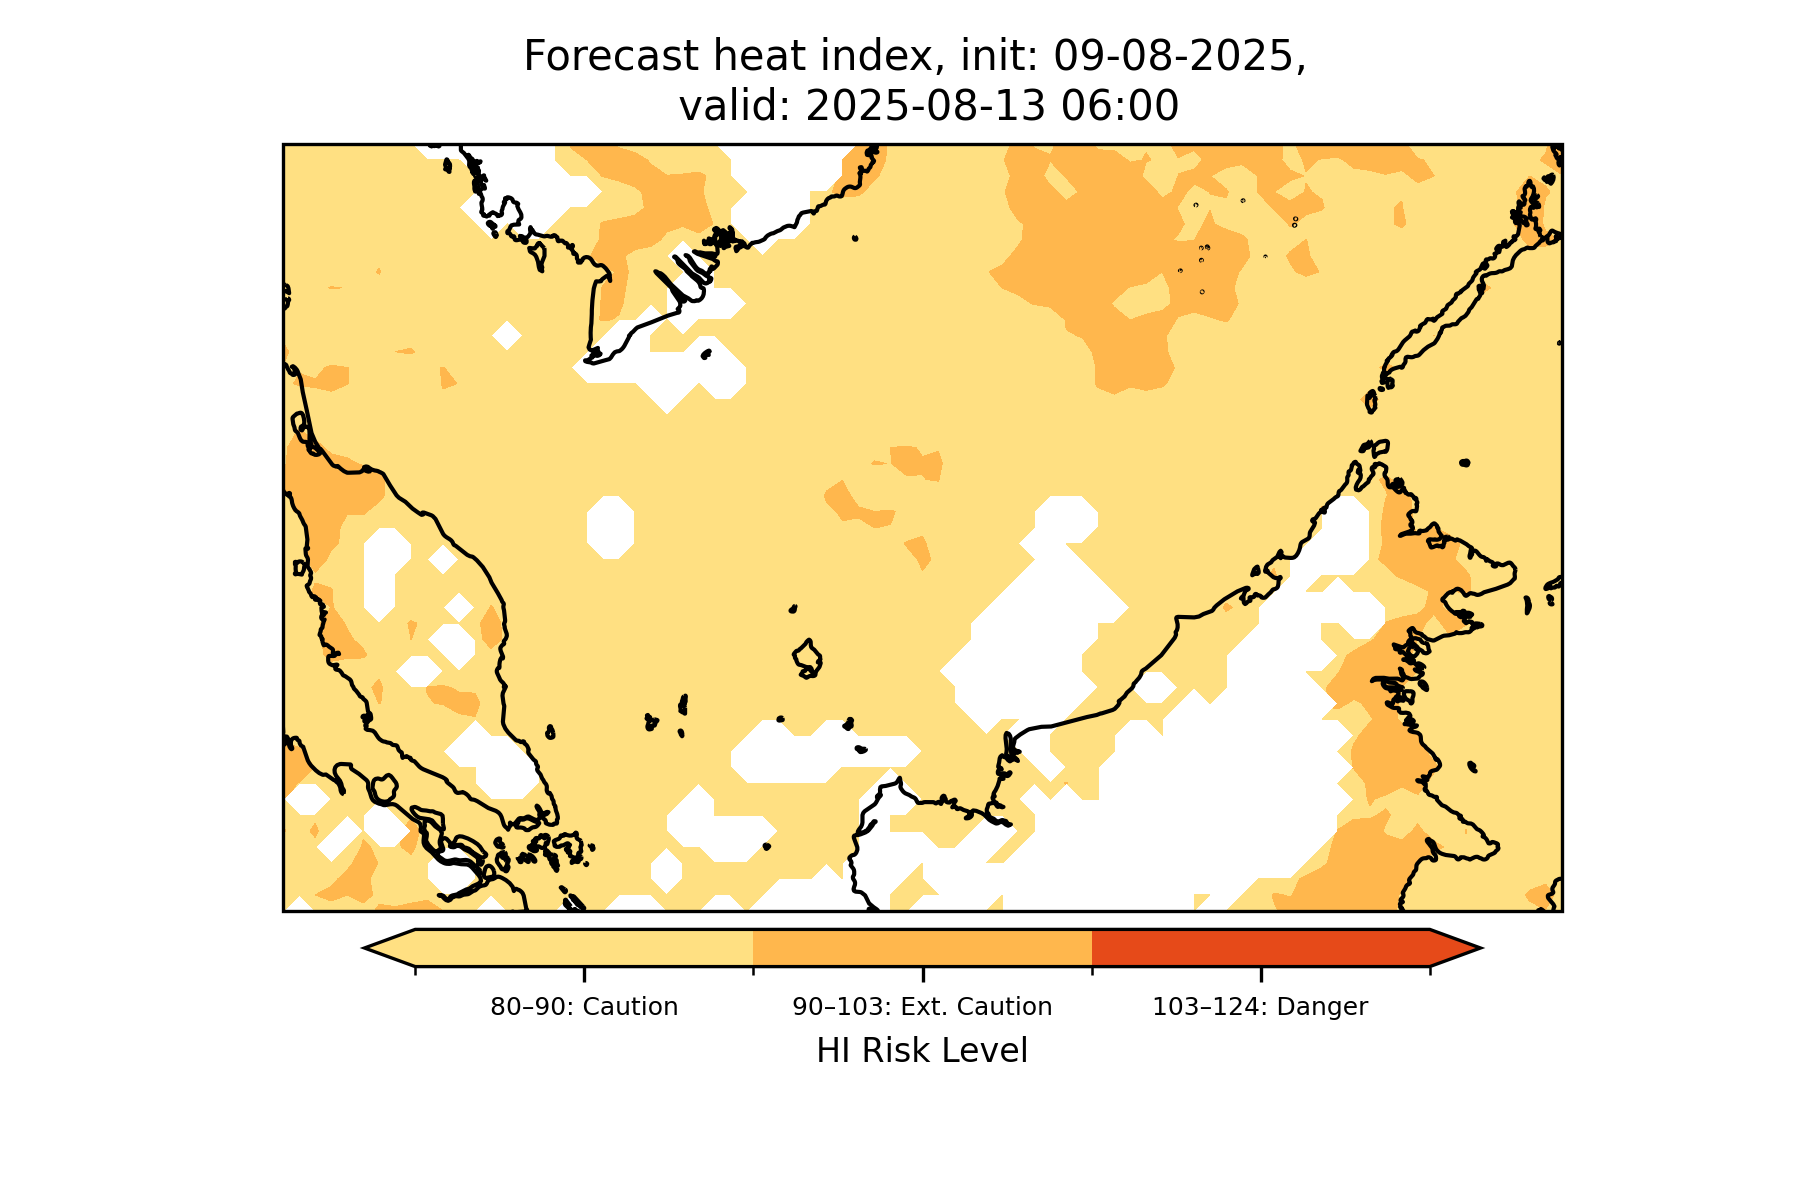 Forecast heat index, init: 09-08-2025,
valid: 2025-08-13 06:00
80–90: Caution 90–103: Ext. Caution 103–124: Danger
HI Risk Level